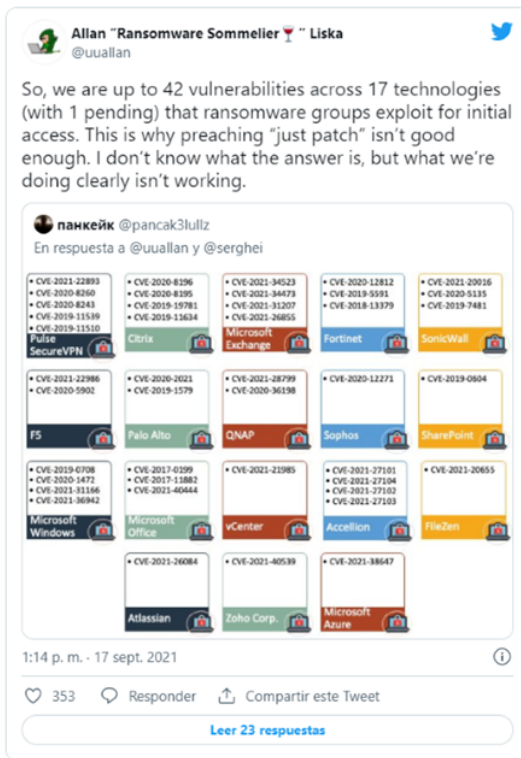 Allan “Ransomware Sommelier🍷” Liska
@uuallan
So, we are up to 42 vulnerabilities across 17 technologies
(with 1 pending) that ransomware groups exploit for initial
access. This is why preaching “just patch” isn’t good
enough. I don’t know what the answer is, but what we’re
doing clearly isn’t working.
панкейк @pancak3lullz
En respuesta a @uuallan y @serghei
• CVE-2021-22893
• CVE-2020-8260
• CVE-2020-8243
• CVE-2019-11539
• CVE-2019-11510
Pulse
SecureVPN
• CVE-2020-8196
• CVE-2020-8195
• CVE-2019-19781
• CVE-2019-11634
Citrix
• CVE-2021-34523
• CVE-2021-34473
• CVE-2021-31207
• CVE-2021-26855
Microsoft
Exchange
• CVE-2020-12812
• CVE-2019-5591
• CVE-2018-13379
Fortinet
• CVE-2021-20016
• CVE-2020-5135
• CVE-2019-7481
SonicWall
• CVE-2021-22986
• CVE-2020-5902
F5
• CVE-2020-2021
• CVE-2019-1579
Palo Alto
• CVE-2021-28799
• CVE-2020-36198
QNAP
• CVE-2020-12271
Sophos
• CVE-2019-0604
SharePoint
• CVE-2019-0708
• CVE-2020-1472
• CVE-2021-31166
• CVE-2021-36942
Microsoft
Windows
• CVE-2017-0199
• CVE-2017-11882
• CVE-2021-40444
Microsoft
Office
• CVE-2021-21985
vCenter
• CVE-2021-27101
• CVE-2021-27104
• CVE-2021-27102
• CVE-2021-27103
Accellion
• CVE-2021-20655
FileZen
• CVE-2021-26084
Atlassian
• CVE-2021-40539
Zoho Corp.
• CVE-2021-38647
Microsoft
Azure
1:14 p. m. · 17 sept. 2021
353 Responder Compartir este Tweet
Leer 23 respuestas